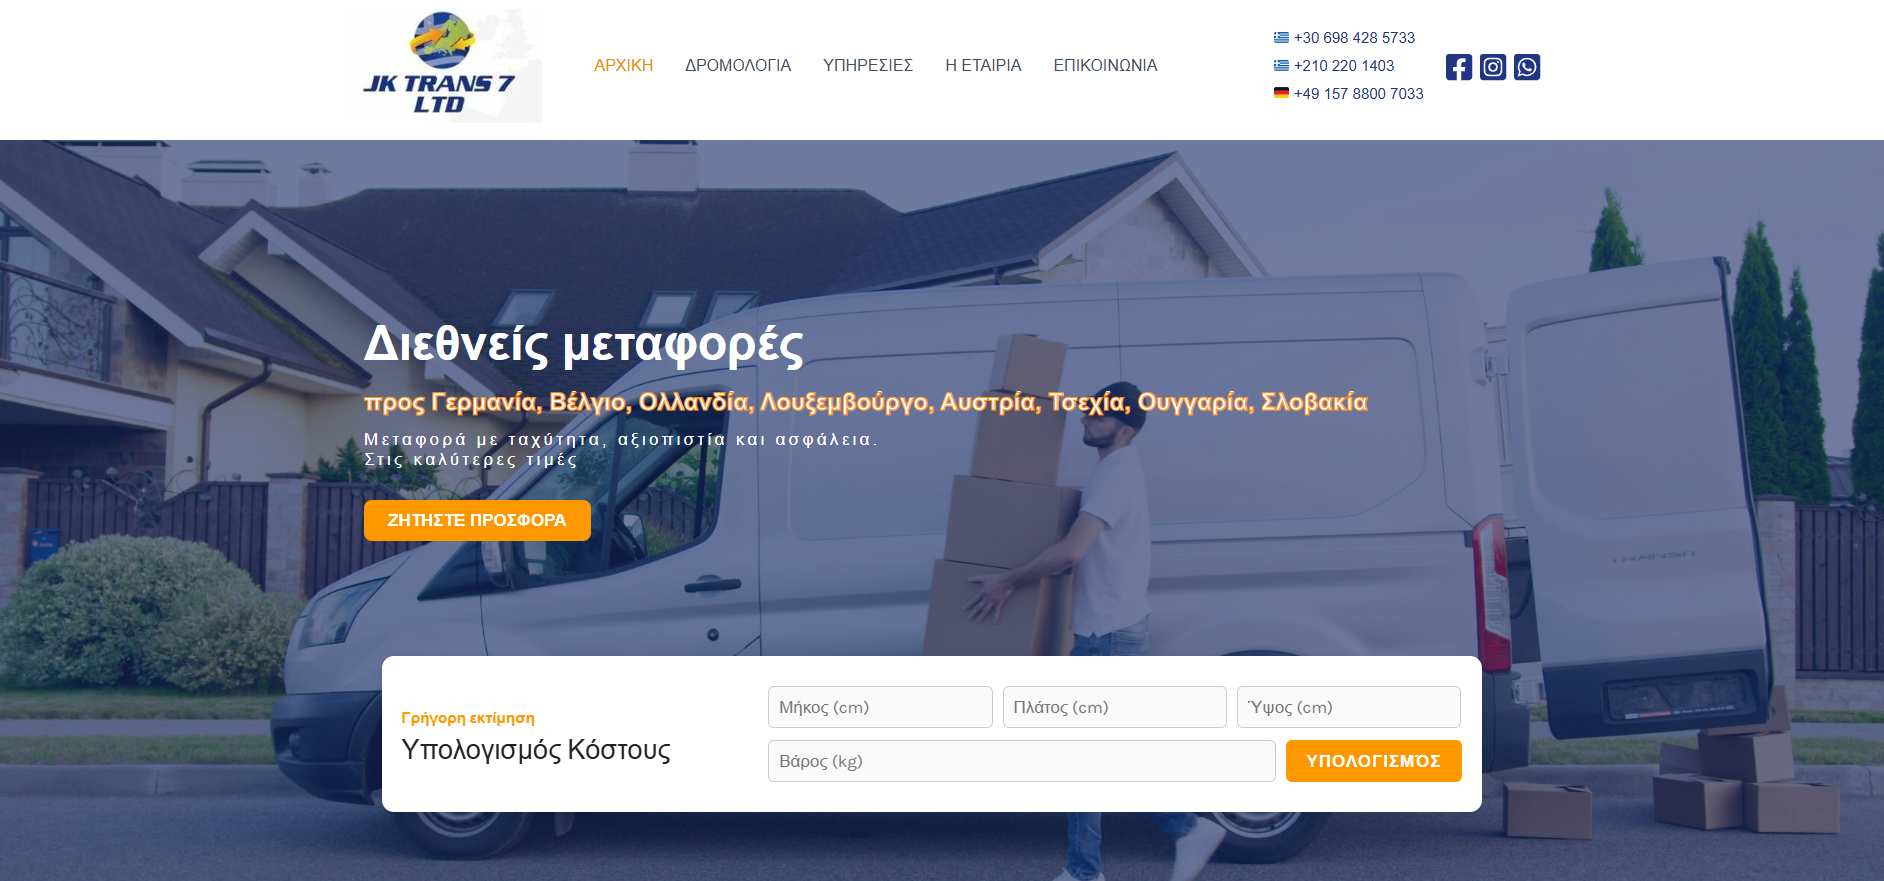 JK TRANS 7
LTD
ΑΡΧΙΚΗ
ΔΡΟΜΟΛΟΓΙΑ
ΥΠΗΡΕΣΙΕΣ
Η ΕΤΑΙΡΙΑ
ΕΠΙΚΟΙΝΩΝΙΑ
+30 698 428 5733
+210 220 1403
+49 157 8800 7033
Διεθνείς μεταφορές
προς Γερμανία, Βέλγιο, Ολλανδία, Λουξεμβούργο, Αυστρία, Τσεχία, Ουγγαρία, Σλοβακία
Μεταφορά με ταχύτητα, αξιοπιστία και ασφάλεια.
Στις καλύτερες τιμές
ΖΗΤΗΣΤΕ ΠΡΟΣΦΟΡΑ
TRANSIT
Γρήγορη εκτίμηση
Υπολογισμός Κόστους
Μήκος (cm)
Πλάτος (cm)
Ύψος (cm)
Βάρος (kg)
ΥΠΟΛΟΓΙΣΜΌΣ